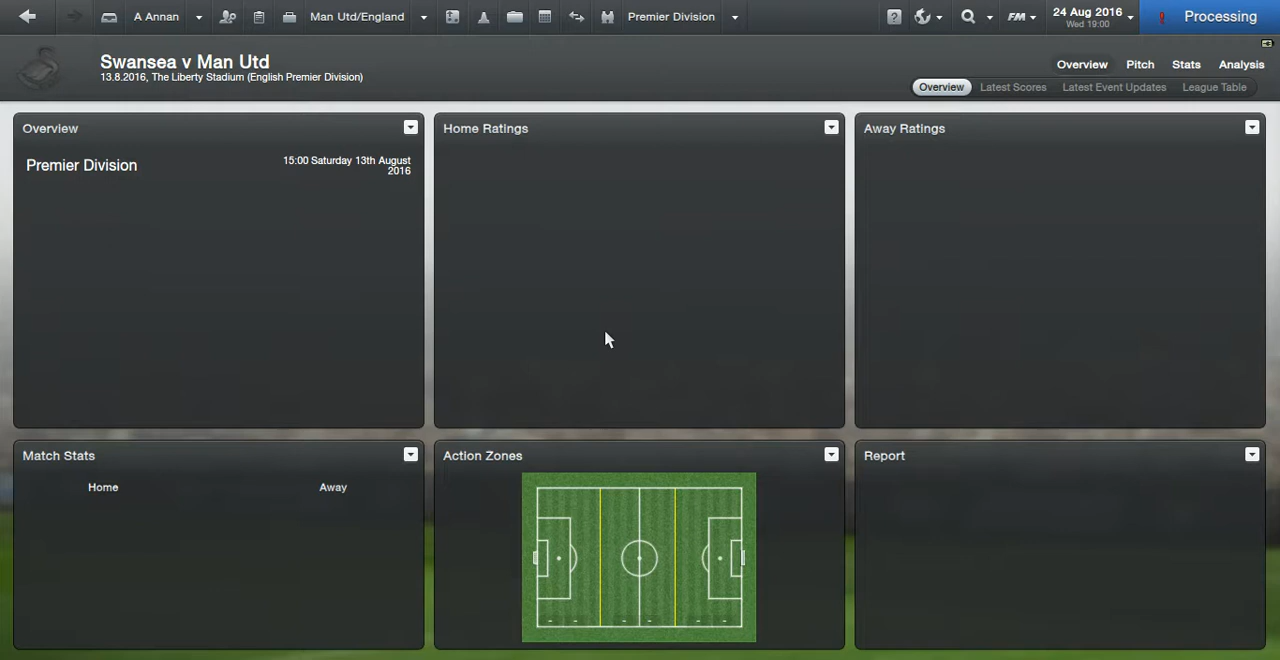 A Annan
Man Utd/England
Premier Division
?
FM
24 Aug 2016
Wed 19:00
! Processing
Swansea v Man Utd
13.8.2016, The Liberty Stadium (English Premier Division)
Overview Pitch Stats Analysis
Overview Latest Scores Latest Event Updates League Table
Overview
Home Ratings
Away Ratings
Premier Division
15:00 Saturday 13th August
2016
Match Stats
Action Zones
Report
Home Away